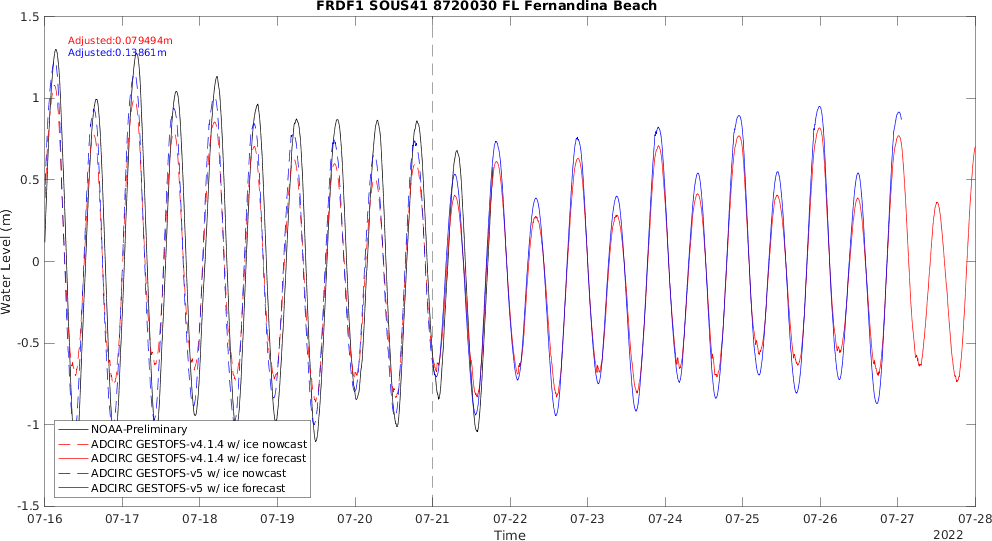 FRDF1 SOUS41 8720030 FL Fernandina Beach
Adjusted:0.079494m
Adjusted:0.13861m
1.5
1
0.5
0
-0.5
-1
-1.5
Water Level (m)
NOAA-Preliminary
ADCIRC GESTOFS-v4.1.4 w/ ice nowcast
ADCIRC GESTOFS-v4.1.4 w/ ice forecast
ADCIRC GESTOFS-v5 w/ ice nowcast
ADCIRC GESTOFS-v5 w/ ice forecast
07-16 07-17 07-18 07-19 07-20 07-21 07-22 07-23 07-24 07-25 07-26 07-27 07-28
Time
2022